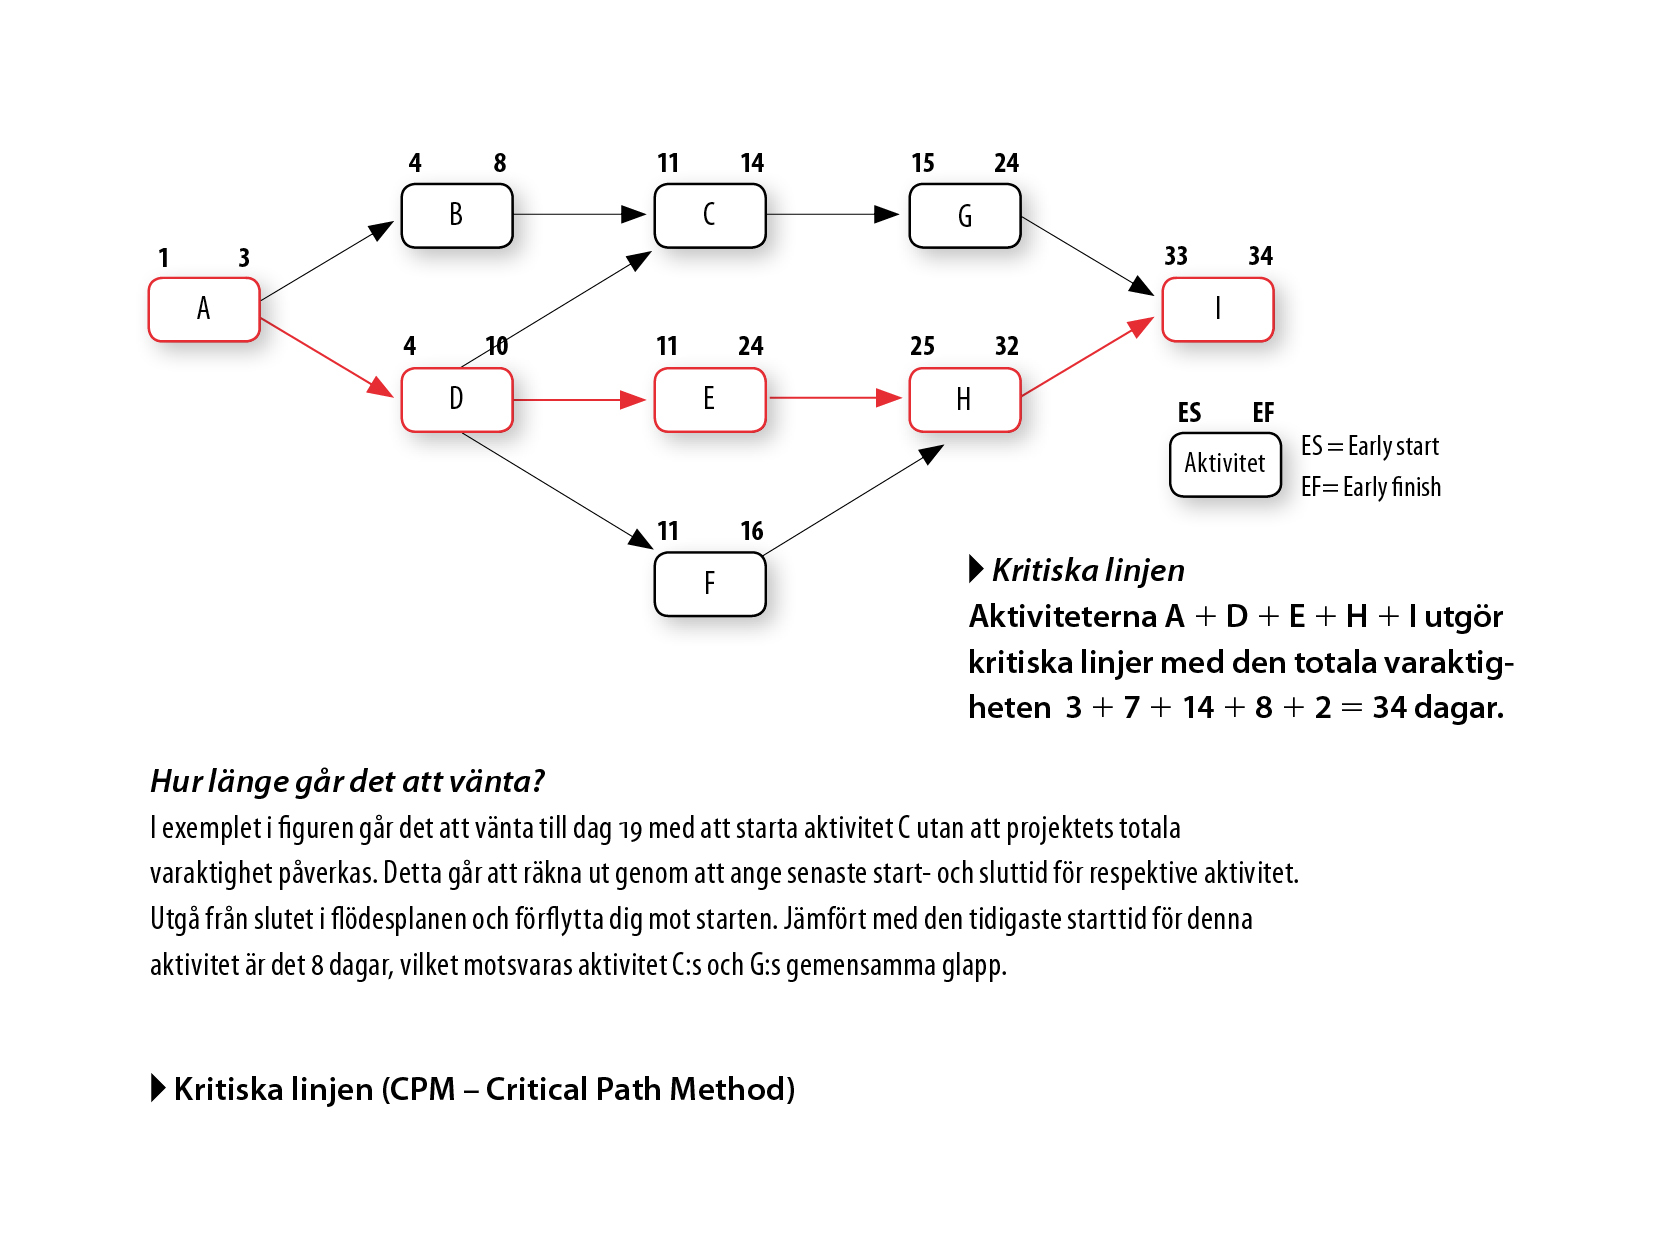 4 8
11 14
15 24
B
C
G
1 3
33 34
A
I
4 10
11 24
25 32
D
E
H
ES EF
Aktivitet
ES = Early start
EF= Early finish
11 16
F
Kritiska linjen
Aktiviteterna A + D + E + H + I utgör
kritiska linjer med den totala varaktig-
heten 3 + 7 + 14 + 8 + 2 = 34 dagar.
Hur länge går det att vänta?
I exemplet i figuren går det att vänta till dag 19 med att starta aktivitet C utan att projektets totala
varaktighet påverkas. Detta går att räkna ut genom att ange senaste start- och sluttid för respektive aktivitet.
Utgå från slutet i flödesplanen och förflytta dig mot starten. Jämfört med den tidigaste starttid för denna
aktivitet är det 8 dagar, vilket motsvaras aktivitet C:s och G:s gemensamma glapp.
Kritiska linjen (CPM – Critical Path Method)